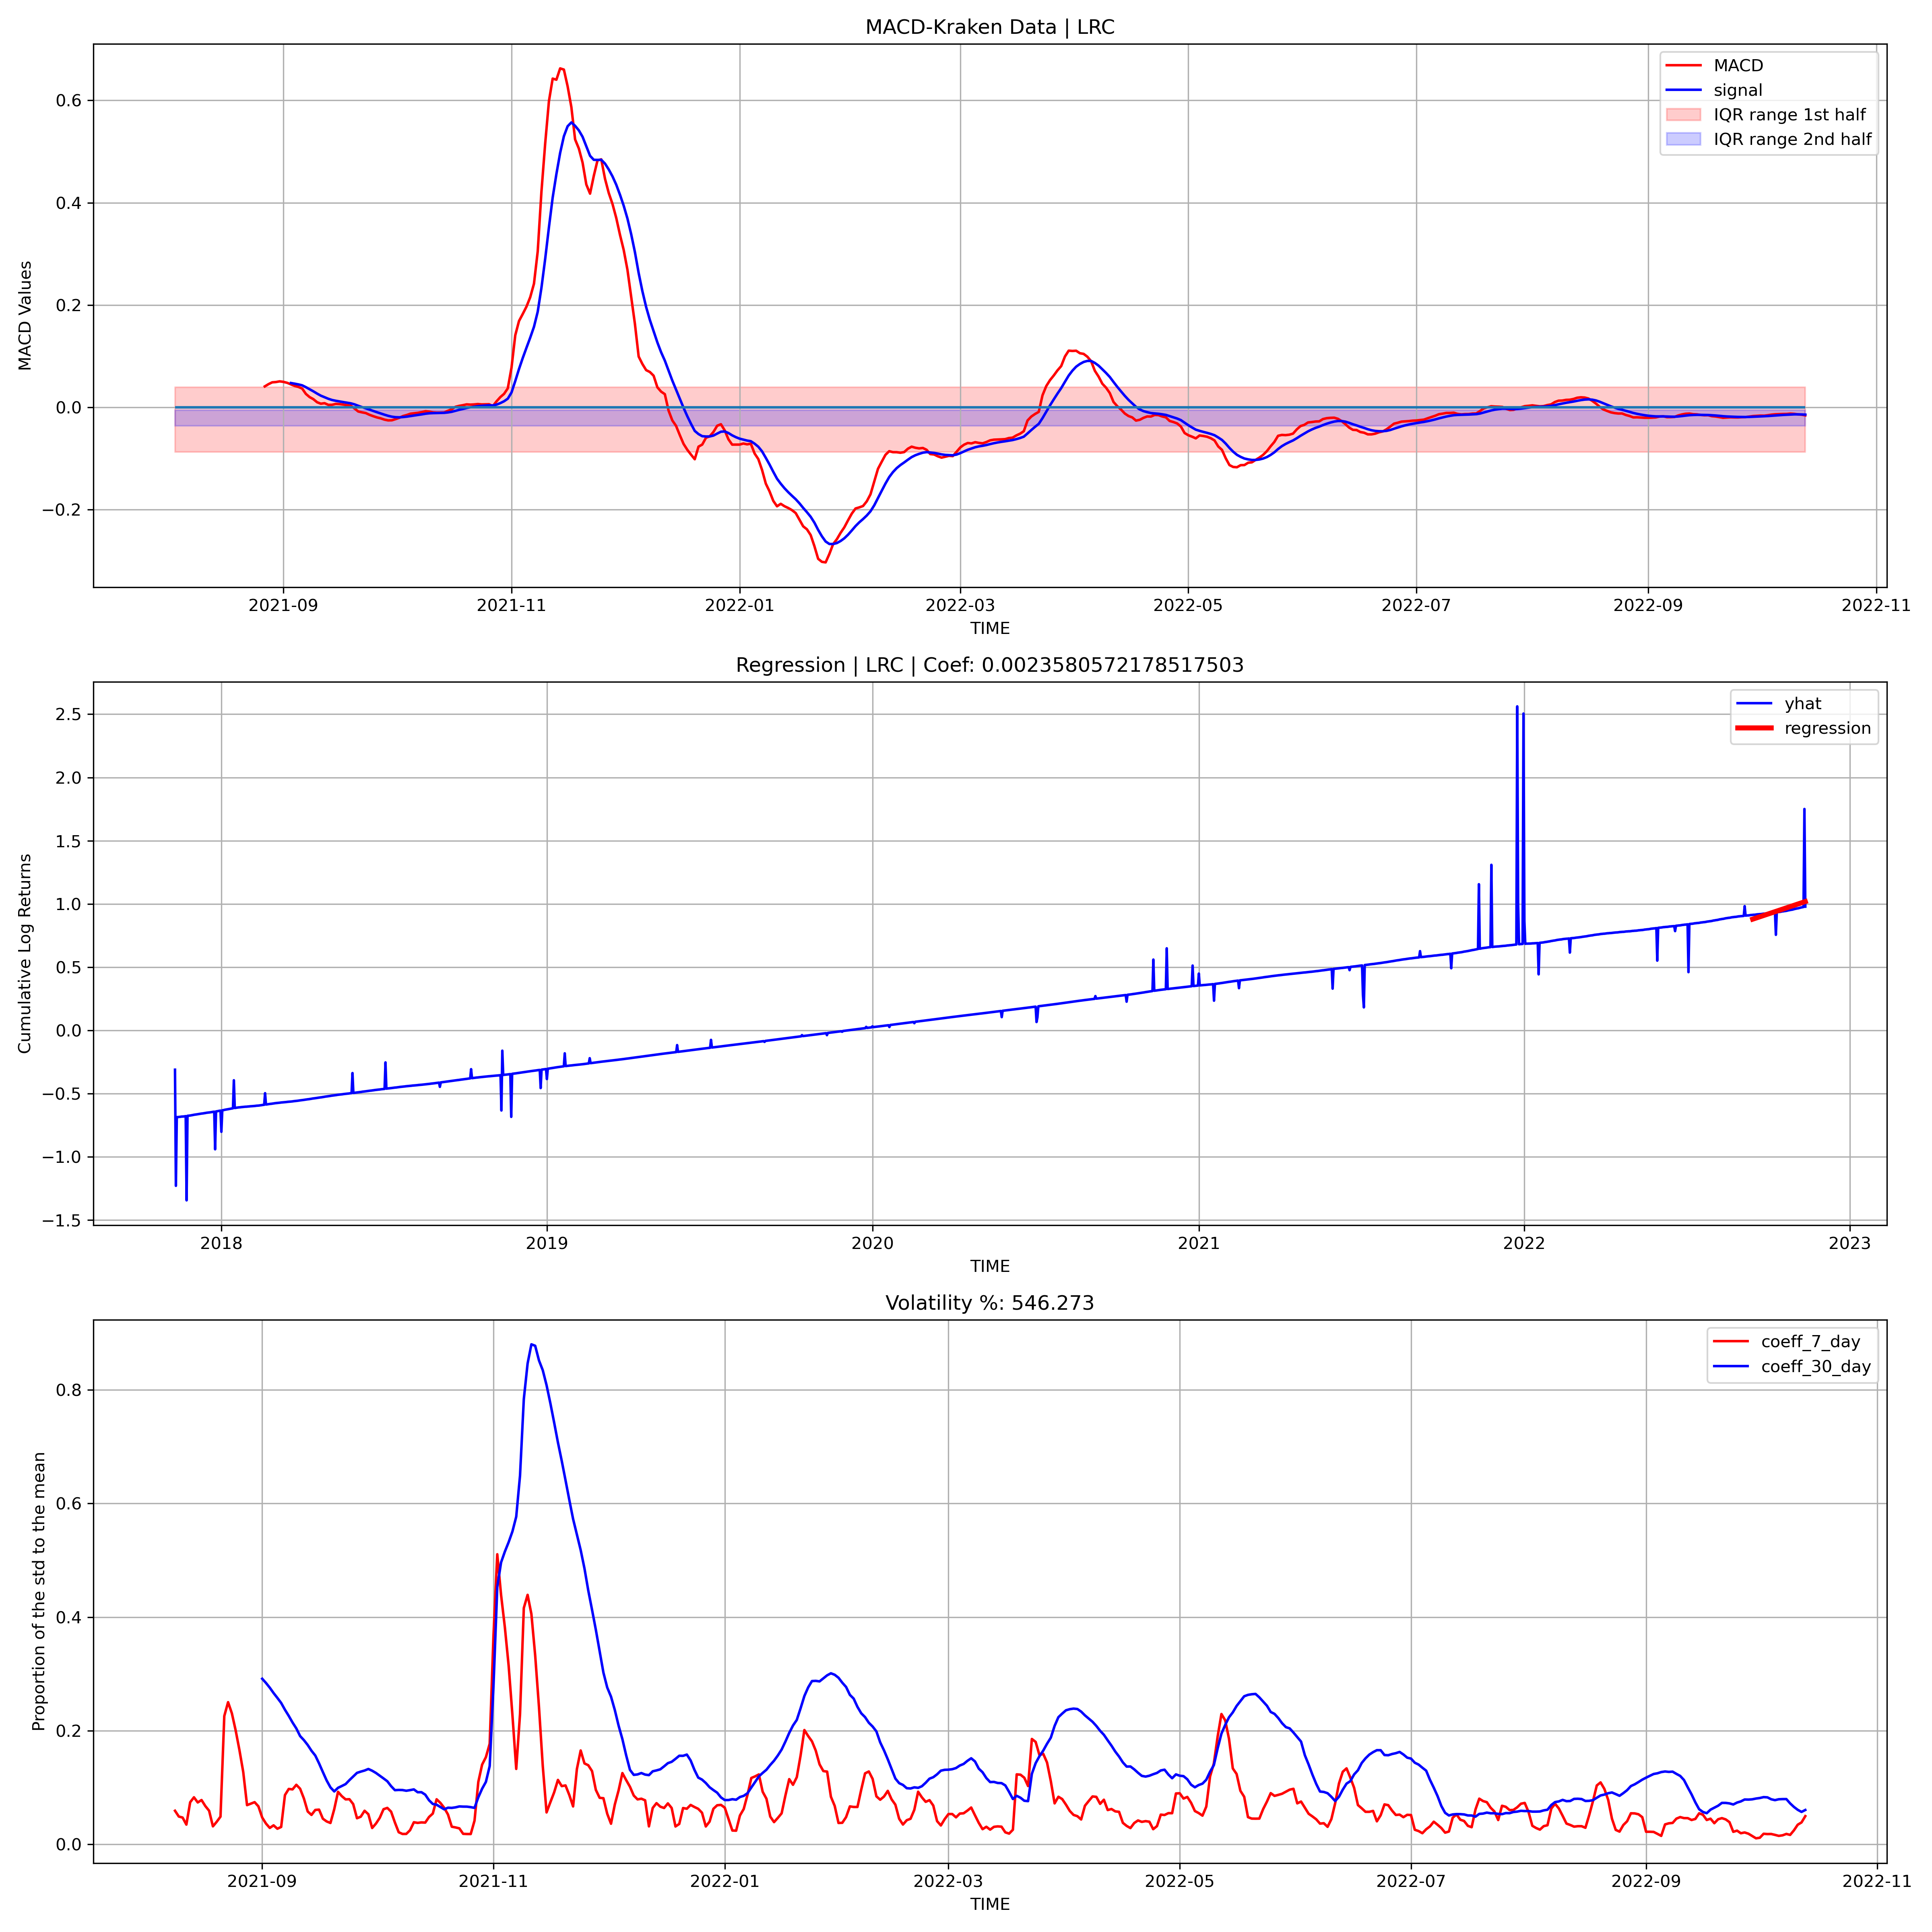 MACD-Kraken Data | LRC
MACD Values
0.6
0.4
0.2
0.0
−0.2
MACD
signal
IQR range 1st half
IQR range 2nd half
2021-09 2021-11 2022-01 2022-03 2022-05 2022-07 2022-09 2022-11
TIME
Regression | LRC | Coef: 0.0023580572178517503
Cumulative Log Returns
2.5
2.0
1.5
1.0
0.5
0.0
−0.5
−1.0
−1.5
yhat
regression
2018 2019 2020 2021 2022 2023
TIME
Volatility %: 546.273
Proportion of the std to the mean
0.8
0.6
0.4
0.2
0.0
coeff_7_day
coeff_30_day
2021-09 2021-11 2022-01 2022-03 2022-05 2022-07 2022-09 2022-11
TIME